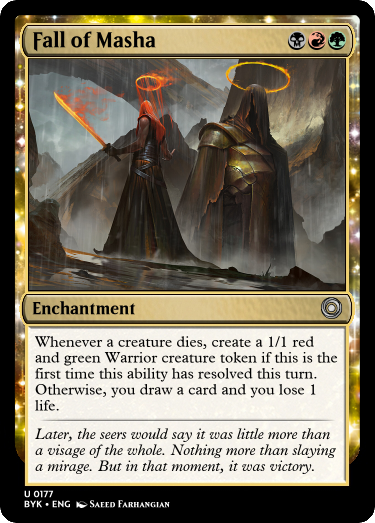 Fall of Masha
Enchantment
Whenever a creature dies, create a 1/1 red
and green Warrior creature token if this is the
first time this ability has resolved this turn.
Otherwise, you draw a card and you lose 1
life.
Later, the seers would say it was little more than
a visage of the whole. Nothing more than slaying
a mirage. But in that moment, it was victory.
U 0177
BYK • ENG Saeed Farhangian